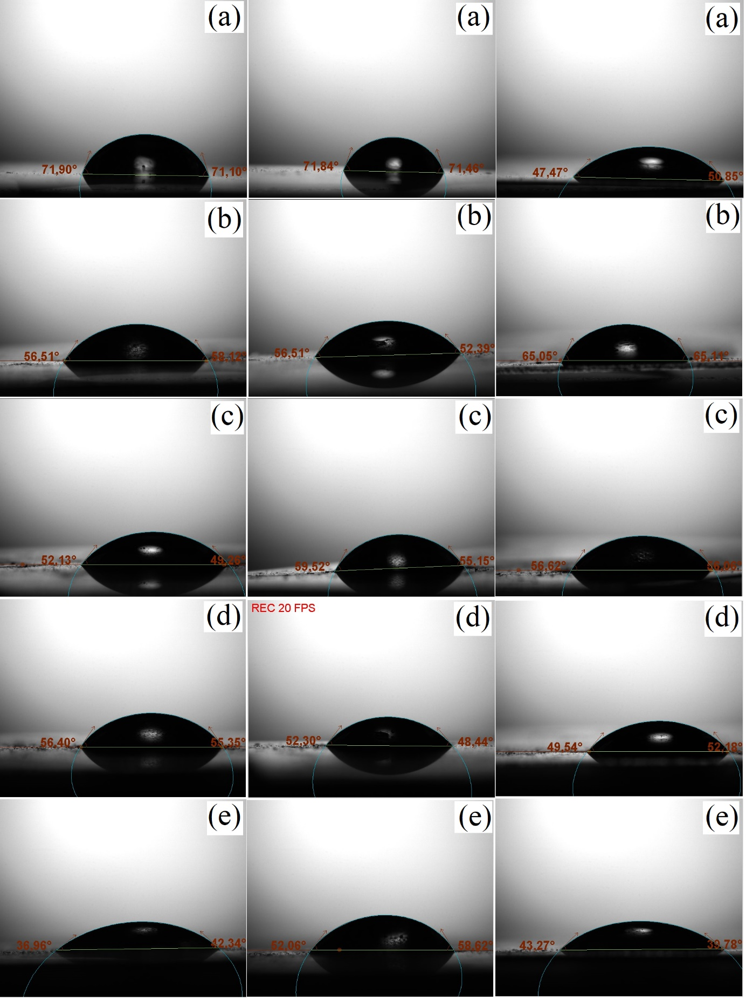 (a) (a) (a)
71,90° 71,10° 71,84° 71,46° 47,47° 50,85°
(b) (b) (b)
56,51° 58,12° 56,51° 52,39° 65,05° 65,11°
(c) (c) (c)
52,13° 49,26° 59,52° 55,15° 56,62° 56,06°
REC 20 FPS
(d) (d) (d)
56,40° 55,35° 52,30° 48,44° 49,54° 52,18°
(e) (e) (e)
36,96° 42,34° 52,06° 58,62° 43,27° 39,78°